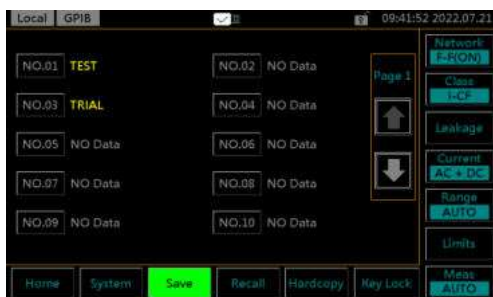 Local GPIB 09:41:52 2022.07.21
NO.01 TEST NO.02 NO Data
NO.03 TRIAL NO.04 NO Data
NO.05 NO Data NO.06 NO Data
NO.07 NO Data NO.08 NO Data
NO.09 NO Data NO.10 NO Data
Page 1
Network
F-F(ON)
Class
I-CF
Leakage
Current
AC + DC
Range
AUTO
Limits
Meas
AUTO
Home System Save Recall Hardcopy Key Lock